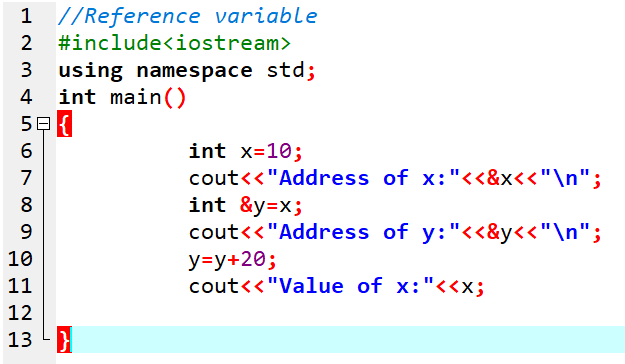 1 //Reference variable
2 #include<iostream>
3 using namespace std;
4 int main()
5 {
6 int x=10;
7 cout<<"Address of x:"<<&x<<"\n";
8 int &y=x;
9 cout<<"Address of y:"<<&y<<"\n";
10 y=y+20;
11 cout<<"Value of x:"<<x;
12
13 }